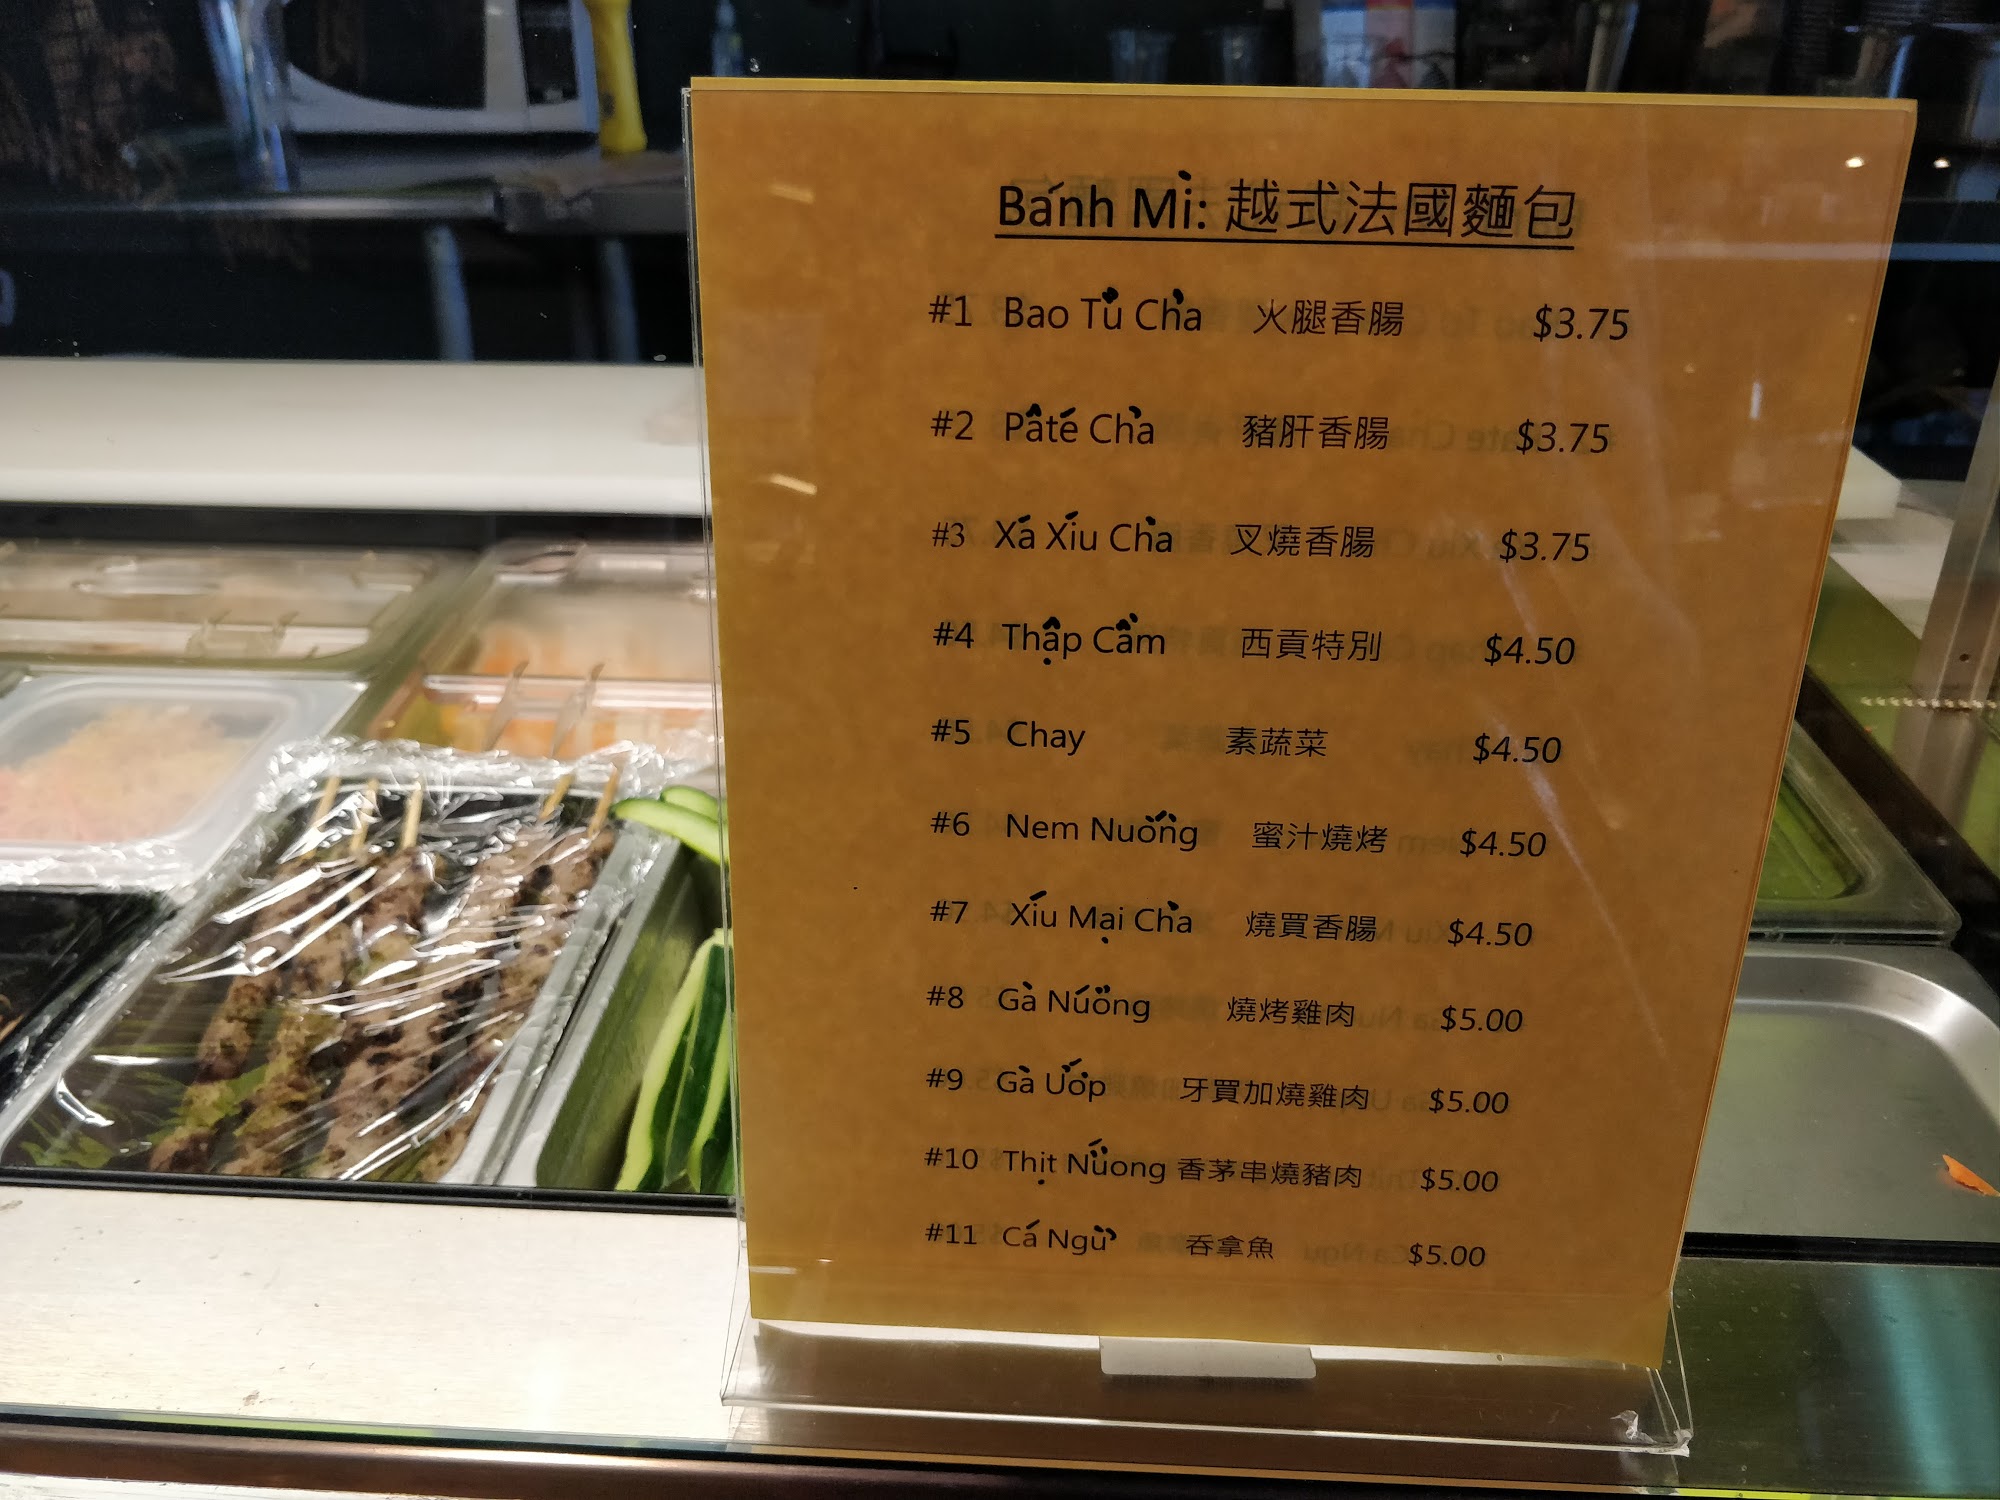 Bánh Mì: 越式法國麵包
#1 Bao Tủ Chả 火腿香腸 $3.75
#2 Pâté Chả 豬肝香腸 $3.75
#3 Xá Xíu Chả 叉燒香腸 $3.75
#4 Thập Cẩm 西貢特別 $4.50
#5 Chay 素蔬菜 $4.50
#6 Nem Nuờng 蜜汁燒烤 $4.50
#7 Xíu Mại Chả 燒買香腸 $4.50
#8 Gà Núơng 燒烤雞肉 $5.00
#9 Gà Ướp 牙買加燒雞肉 $5.00
#10 Thịt Nứơng 香茅串燒豬肉 $5.00
#11 Cá Ngừ 吞拿魚 $5.00